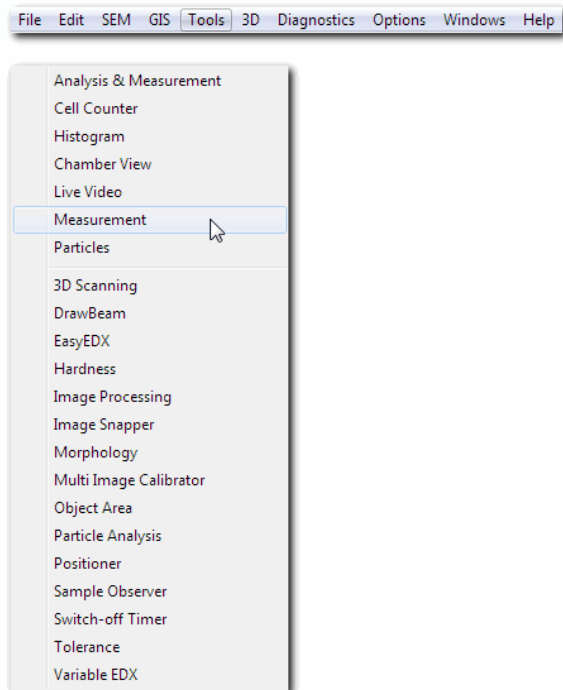 File Edit SEM GIS Tools 3D Diagnostics Options Windows Help
Analysis & Measurement
Cell Counter
Histogram
Chamber View
Live Video
Measurement
Particles
3D Scanning
DrawBeam
EasyEDX
Hardness
Image Processing
Image Snapper
Morphology
Multi Image Calibrator
Object Area
Particle Analysis
Positioner
Sample Observer
Switch-off Timer
Tolerance
Variable EDX